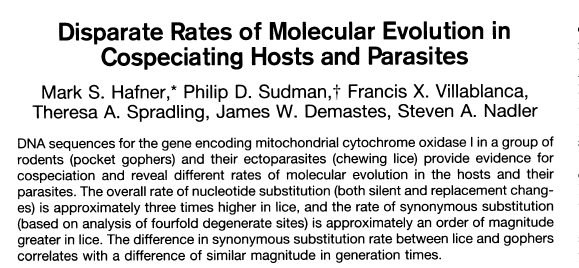 Disparate Rates of Molecular Evolution in
Cospeciating Hosts and Parasites
Mark S. Hafner,* Philip D. Sudman,† Francis X. Villablanca,
Theresa A. Spradling, James W. Demastes, Steven A. Nadler
DNA sequences for the gene encoding mitochondrial cytochrome oxidase I in a group of
rodents (pocket gophers) and their ectoparasites (chewing lice) provide evidence for
cospeciation and reveal different rates of molecular evolution in the hosts and their
parasites. The overall rate of nucleotide substitution (both silent and replacement chang-
es) is approximately three times higher in lice, and the rate of synonymous substitution
(based on analysis of fourfold degenerate sites) is approximately an order of magnitude
greater in lice. The difference in synonymous substitution rate between lice and gophers
correlates with a difference of similar magnitude in generation times.